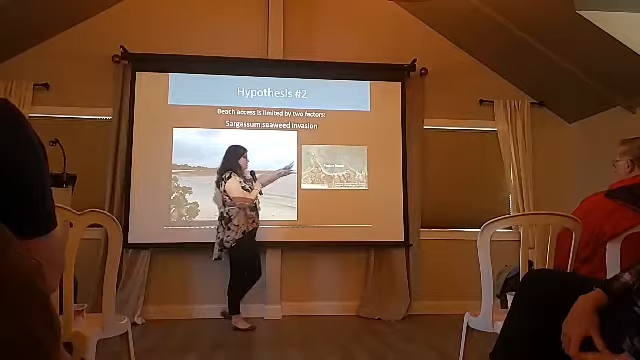 Hypothesis #2
Beach access is limited by two factors:
Sargassum seaweed invasion